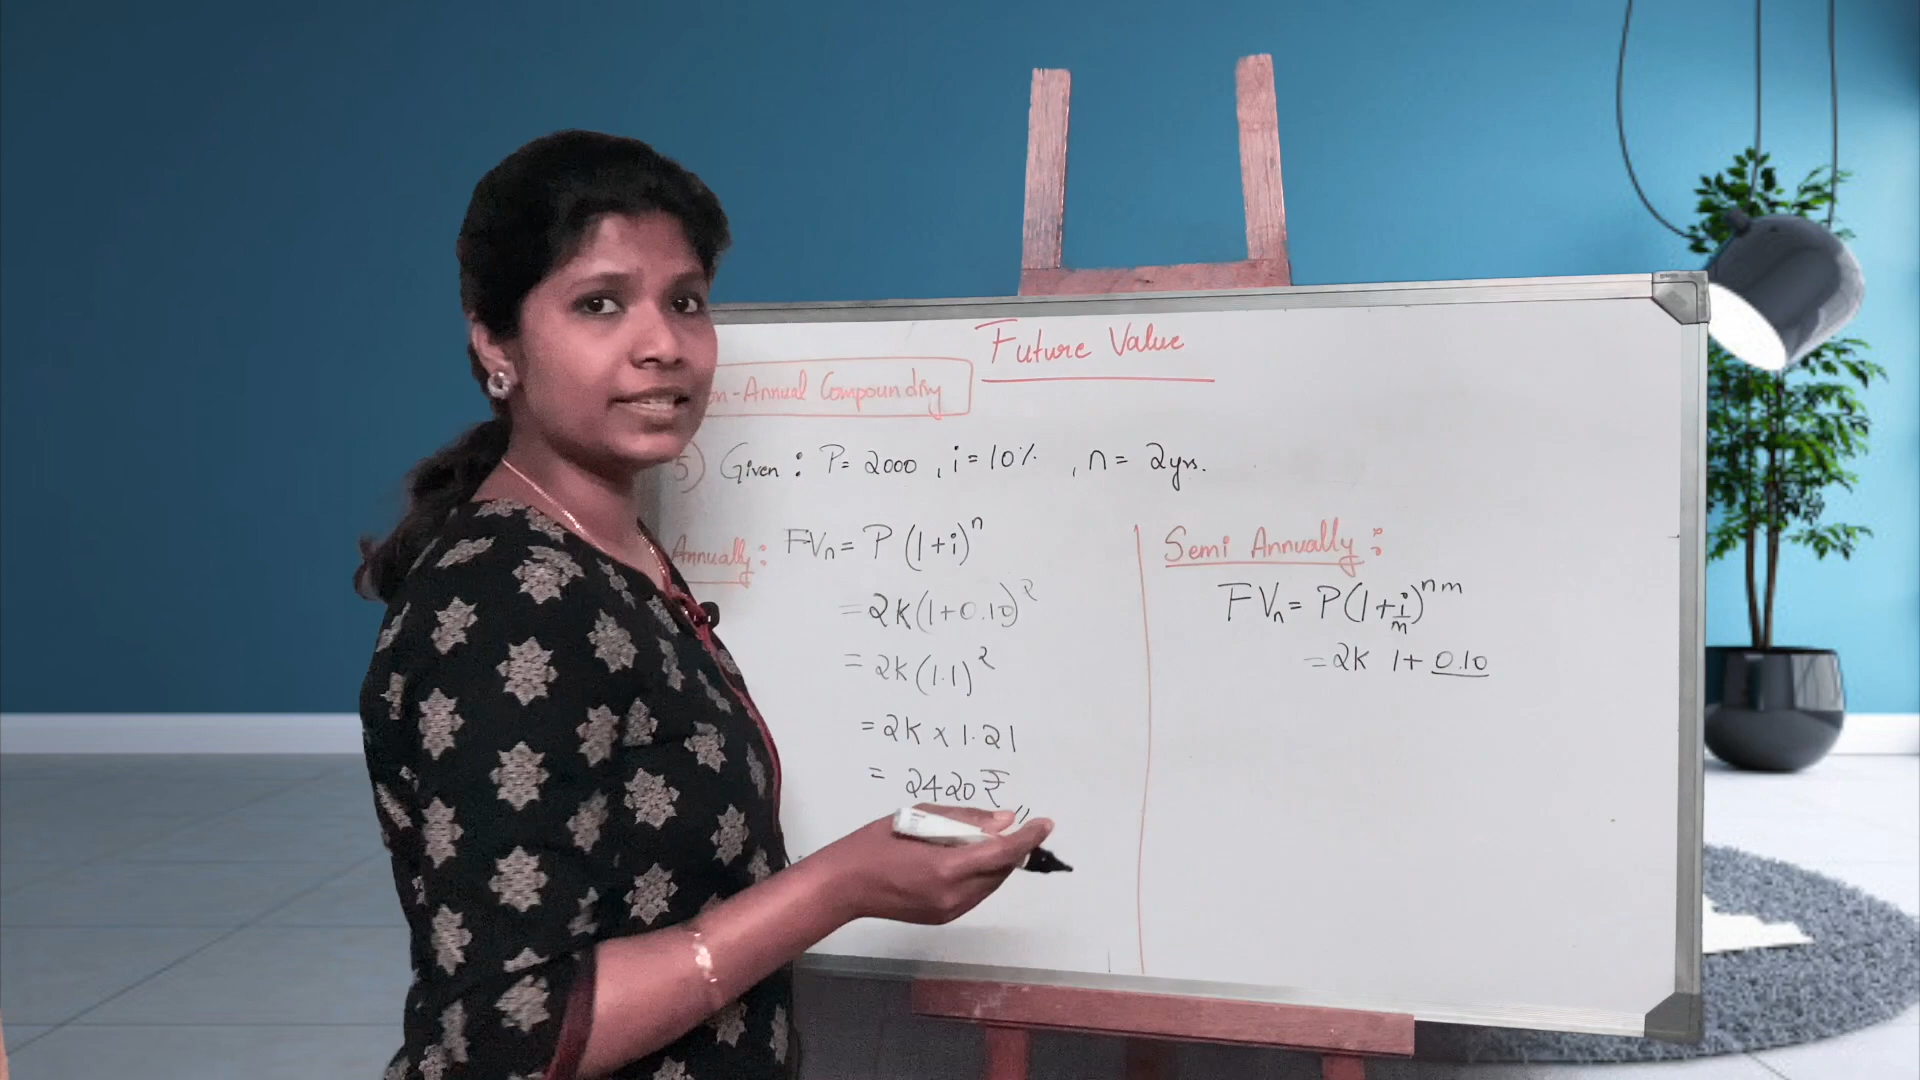 Future Value
on-Annual Compounding
5) Given : P= 2000 , i = 10% , n = 2yrs.
Annually : FVn = P (1+i)^n
= 2K(1+0.10)^2
= 2K(1.1)^2
= 2K x 1.21
= 2420 ₹ //
Semi Annually :
FVn = P(1+i/m)^nm
= 2K 1+ 0.10